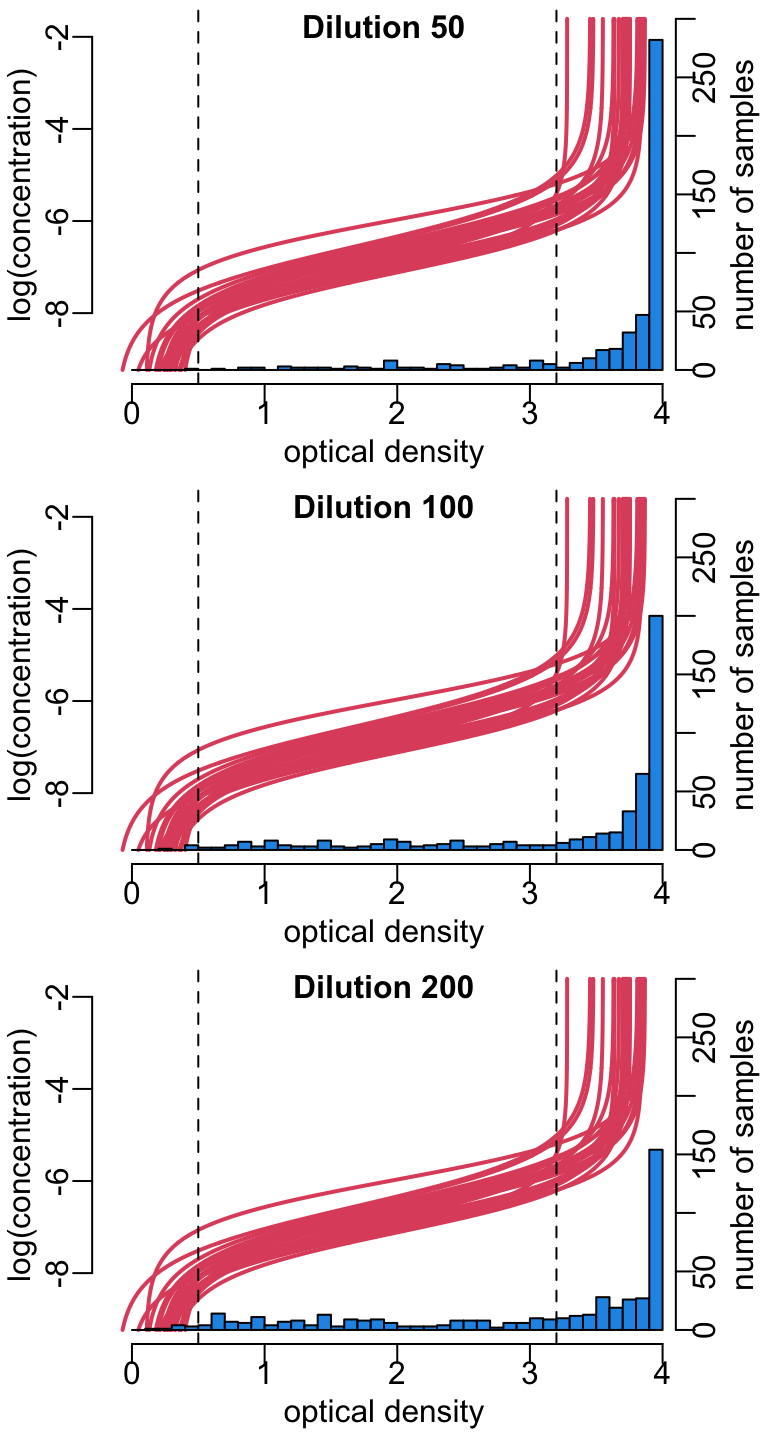 Dilution 50
log(concentration)
-2
-4
-6
-8
0
50
150
250
number of samples
0 1 2 3 4
optical density
Dilution 100
log(concentration)
-2
-4
-6
-8
0
50
150
250
number of samples
0 1 2 3 4
optical density
Dilution 200
log(concentration)
-2
-4
-6
-8
0
50
150
250
number of samples
0 1 2 3 4
optical density